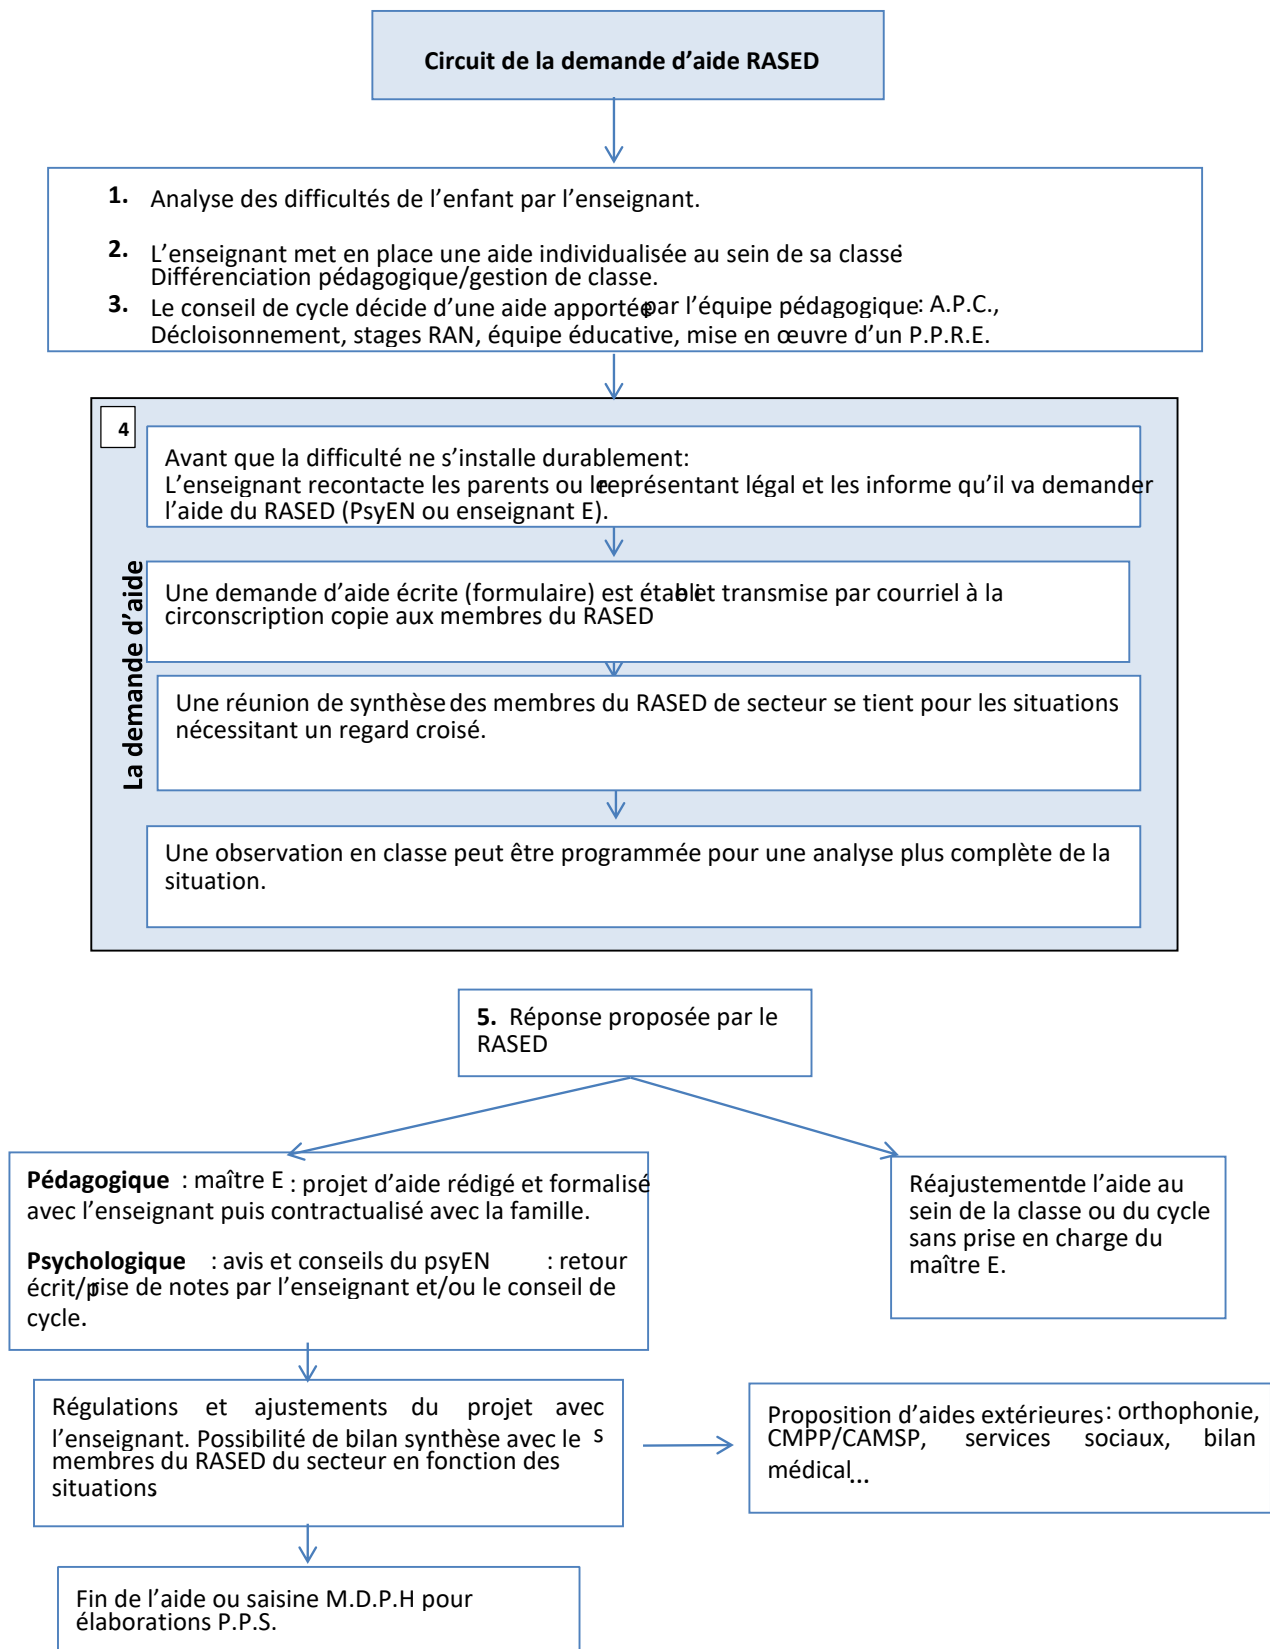 Circuit de la demande d’aide RASED
1. Analyse des difficultés de l’enfant par l’enseignant.
2. L’enseignant met en place une aide individualisée au sein de sa classe:
Différenciation pédagogique/gestion de classe.
3. Le conseil de cycle décide d’une aide apportée par l’équipe pédagogique: A.P.C.,
Décloisonnement, stages RAN, équipe éducative, mise en œuvre d’un P.P.R.E.
4
La demande d’aide
Avant que la difficulté ne s’installe durablement:
L’enseignant recontacte les parents ou le représentant légal et les informe qu’il va demander
l’aide du RASED (PsyEN ou enseignant E).
Une demande d’aide écrite (formulaire) est établie et transmise par courriel à la
circonscription copie aux membres du RASED
Une réunion de synthèse des membres du RASED de secteur se tient pour les situations
nécessitant un regard croisé.
Une observation en classe peut être programmée pour une analyse plus complète de la
situation.
5. Réponse proposée par le
RASED
Pédagogique : maître E : projet d’aide rédigé et formalisé
avec l’enseignant puis contractualisé avec la famille.
Psychologique : avis et conseils du psyEN : retour
écrit/prise de notes par l’enseignant et/ou le conseil de
cycle.
Réajustement de l’aide au
sein de la classe ou du cycle
sans prise en charge du
maître E.
Régulations et ajustements du projet avec
l’enseignant. Possibilité de bilan synthèse avec le s
membres du RASED du secteur en fonction des
situations
Proposition d’aides extérieures: orthophonie,
CMPP/CAMSP, services sociaux, bilan
médical...
Fin de l’aide ou saisine M.D.P.H pour
élaborations P.P.S.